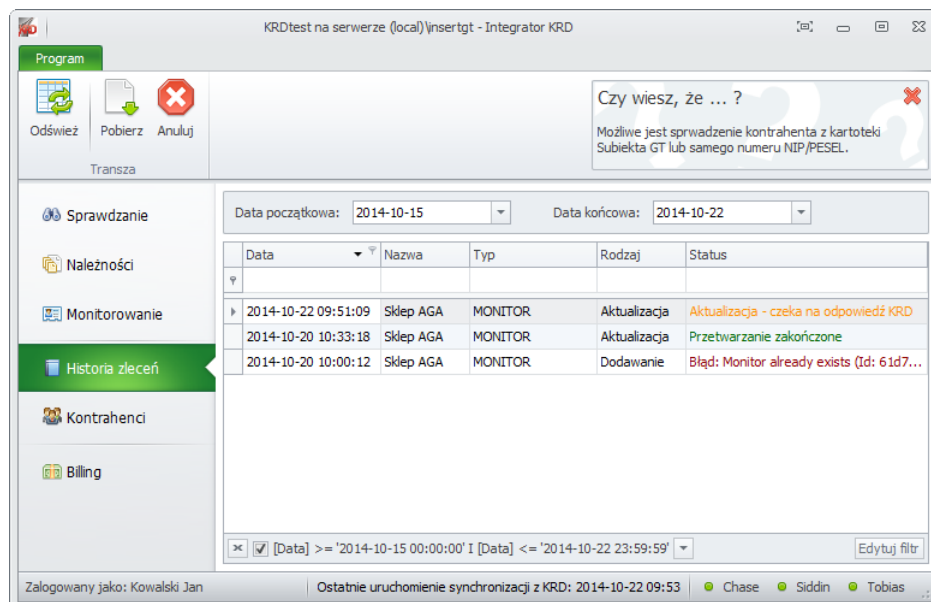 KRDtest na serwerze (local)\insertgt - Integrator KRD
Program
Odśwież
Pobierz
Anuluj
Transza
Czy wiesz, że ... ?
Możliwe jest sprwadzenie kontrahenta z kartoteki
Subiekta GT lub samego numeru NIP/PESEL.
Sprawdzanie
Należności
Monitorowanie
Historia zleceń
Kontrahenci
Billing
Data początkowa: 2014-10-15 Data końcowa: 2014-10-22
Data Nazwa Typ Rodzaj Status
2014-10-22 09:51:09 Sklep AGA MONITOR Aktualizacja Aktualizacja - czeka na odpowiedź KRD
2014-10-20 10:33:18 Sklep AGA MONITOR Aktualizacja Przetwarzanie zakończone
2014-10-20 10:00:12 Sklep AGA MONITOR Dodawanie Błąd: Monitor already exists (Id: 61d7...
[Data] >= '2014-10-15 00:00:00' I [Data] <= '2014-10-22 23:59:59' Edytuj filtr
Zalogowany jako: Kowalski Jan Ostatnie uruchomienie synchronizacji z KRD: 2014-10-22 09:53 Chase Siddin Tobias